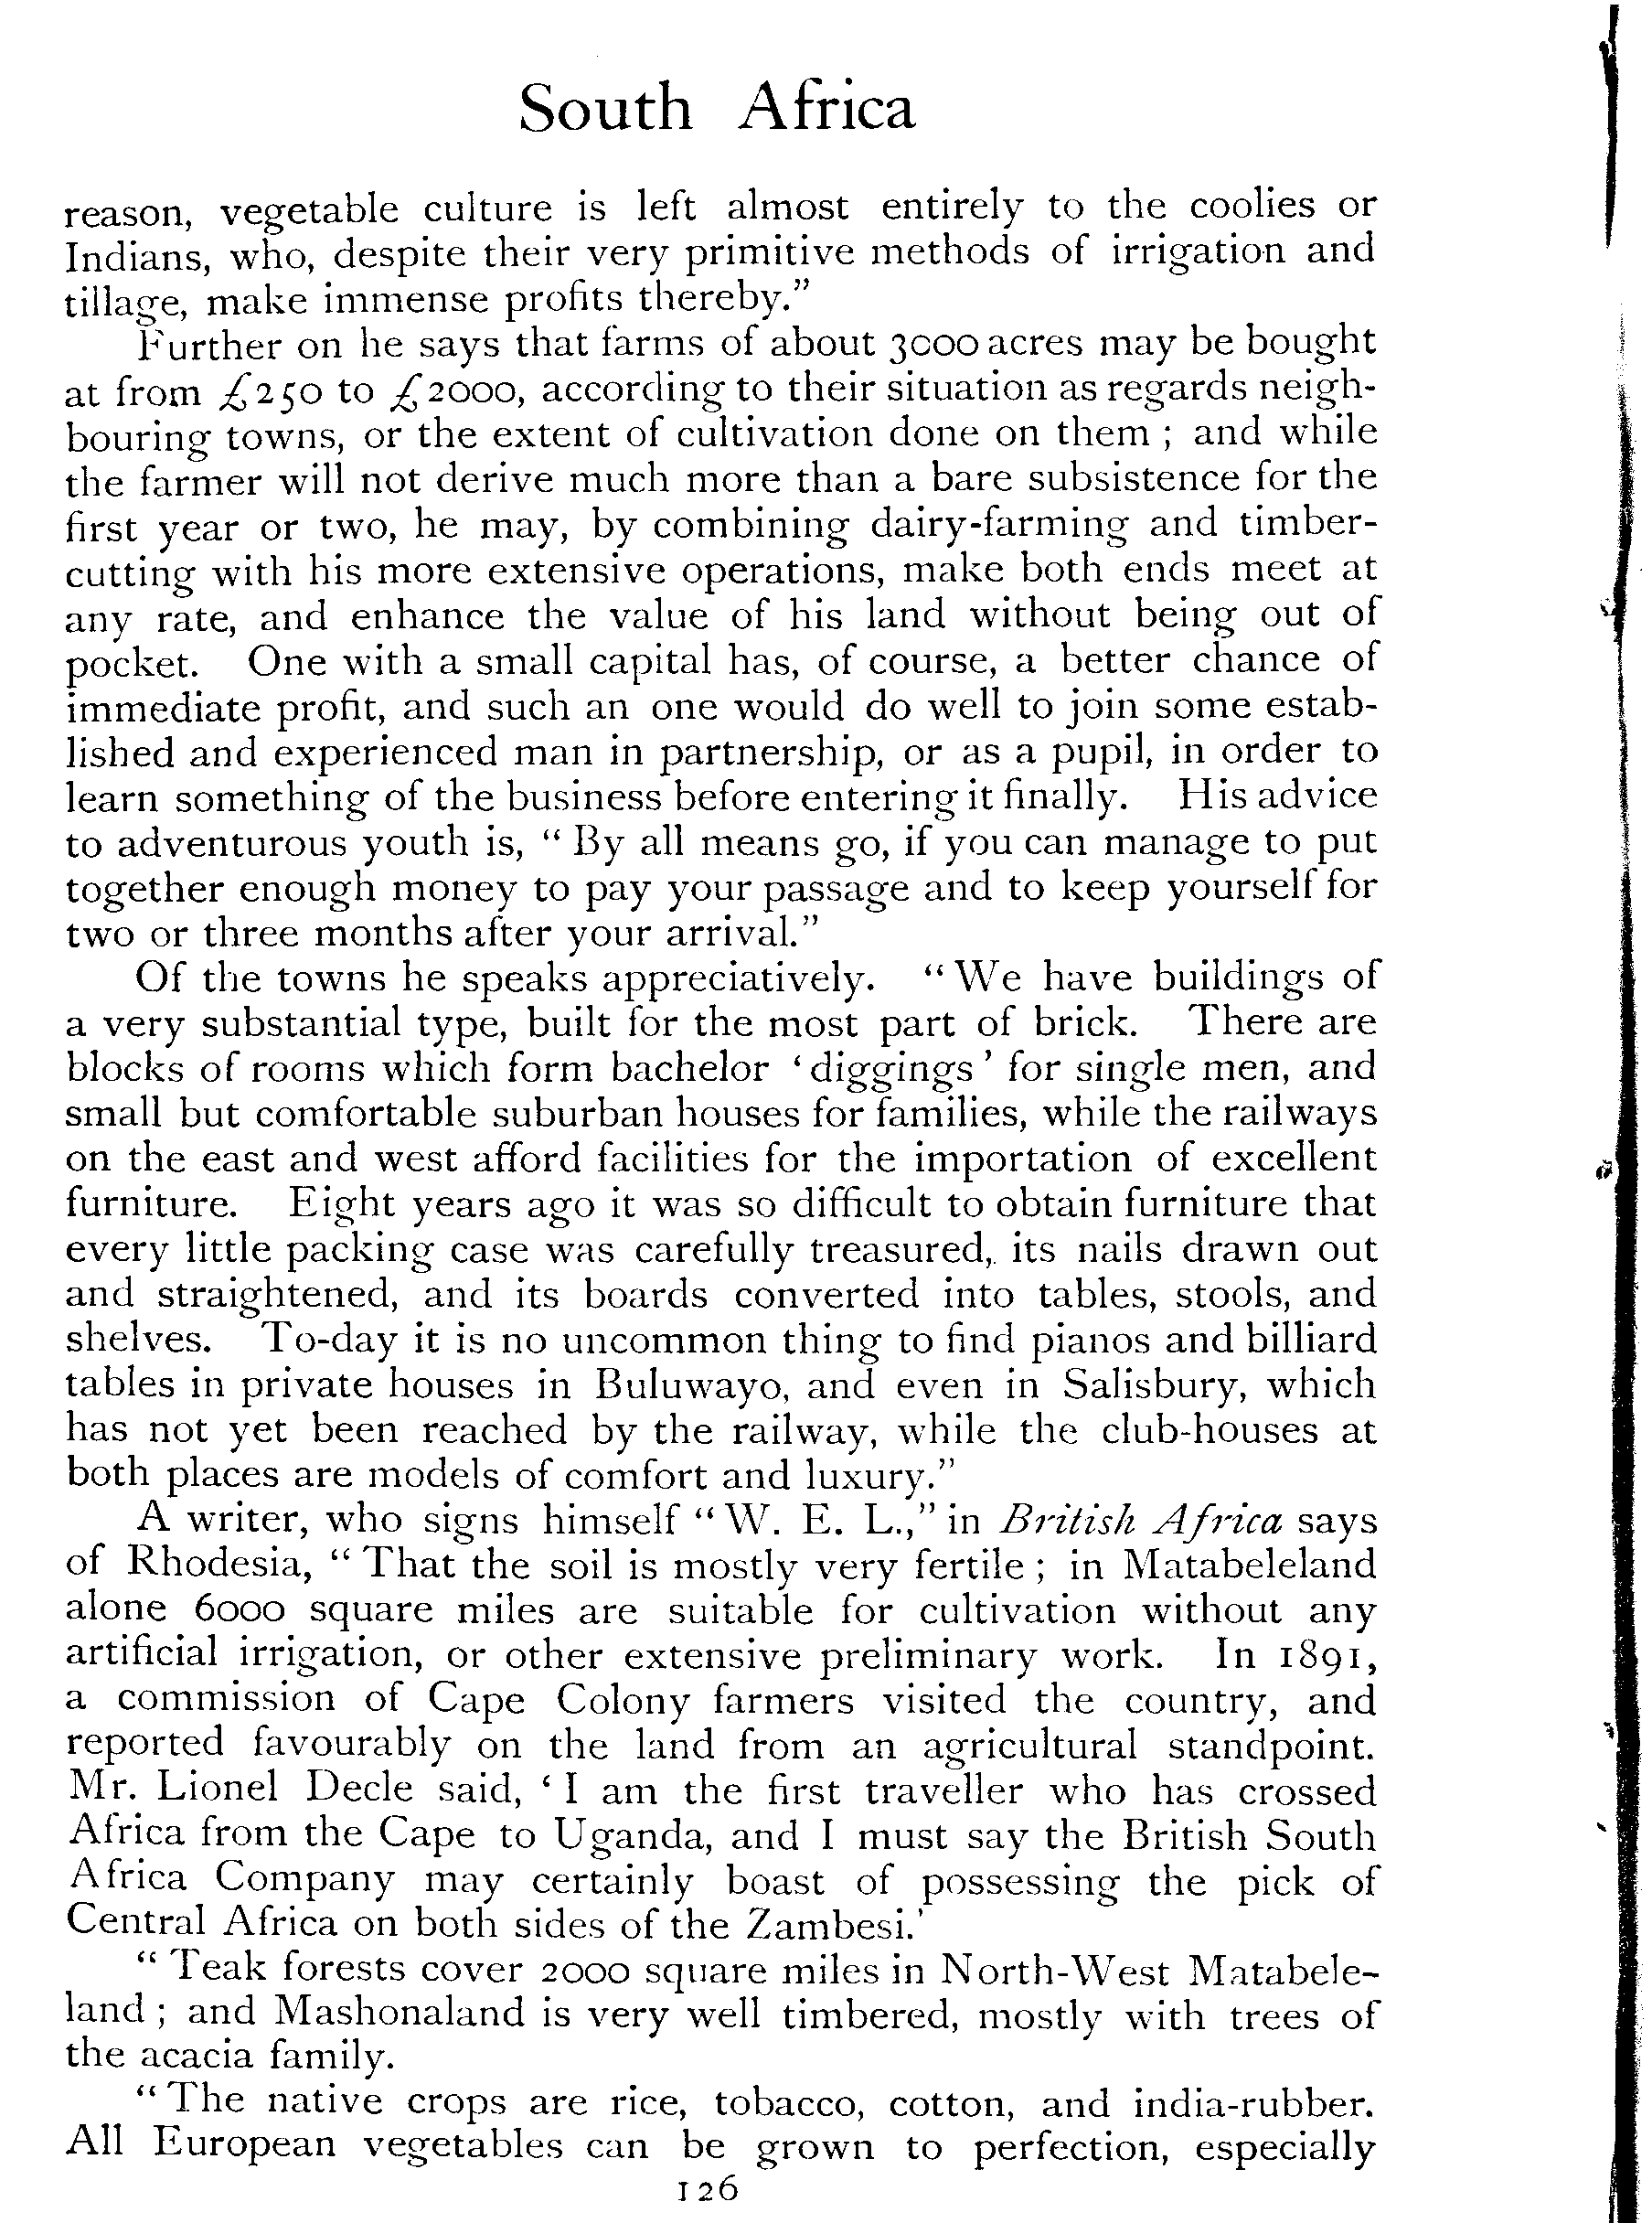 South Africa
reason, vegetable culture is left almost entirely to the coolies or
Indians, who, despite their very primitive methods of irrigation and
tillage, make immense profits thereby.”
Further on he says that farms of about 3000 acres may be bought
at from £250 to £2000, according to their situation as regards neigh-
bouring towns, or the extent of cultivation done on them ; and while
the farmer will not derive much more than a bare subsistence for the
first year or two, he may, by combining dairy-farming and timber-
cutting with his more extensive operations, make both ends meet at
any rate, and enhance the value of his land without being out of
pocket. One with a small capital has, of course, a better chance of
immediate profit, and such an one would do well to join some estab-
lished and experienced man in partnership, or as a pupil, in order to
learn something of the business before entering it finally. His advice
to adventurous youth is, “ By all means go, if you can manage to put
together enough money to pay your passage and to keep yourself for
two or three months after your arrival.”
Of the towns he speaks appreciatively. “ We have buildings of
a very substantial type, built for the most part of brick. There are
blocks of rooms which form bachelor ‘ diggings ’ for single men, and
small but comfortable suburban houses for families, while the railways
on the east and west afford facilities for the importation of excellent
furniture. Eight years ago it was so difficult to obtain furniture that
every little packing case was carefully treasured, its nails drawn out
and straightened, and its boards converted into tables, stools, and
shelves. To-day it is no uncommon thing to find pianos and billiard
tables in private houses in Buluwayo, and even in Salisbury, which
has not yet been reached by the railway, while the club-houses at
both places are models of comfort and luxury.”
A writer, who signs himself “ W. E. L.,” in British Africa says
of Rhodesia, “ That the soil is mostly very fertile ; in Matabeleland
alone 6000 square miles are suitable for cultivation without any
artificial irrigation, or other extensive preliminary work. In 1891,
a commission of Cape Colony farmers visited the country, and
reported favourably on the land from an agricultural standpoint.
Mr. Lionel Decle said, ‘ I am the first traveller who has crossed
Africa from the Cape to Uganda, and I must say the British South
Africa Company may certainly boast of possessing the pick of
Central Africa on both sides of the Zambesi.’
“ Teak forests cover 2000 square miles in North-West Matabele-
land ; and Mashonaland is very well timbered, mostly with trees of
the acacia family.
“ The native crops are rice, tobacco, cotton, and india-rubber.
All European vegetables can be grown to perfection, especially
126